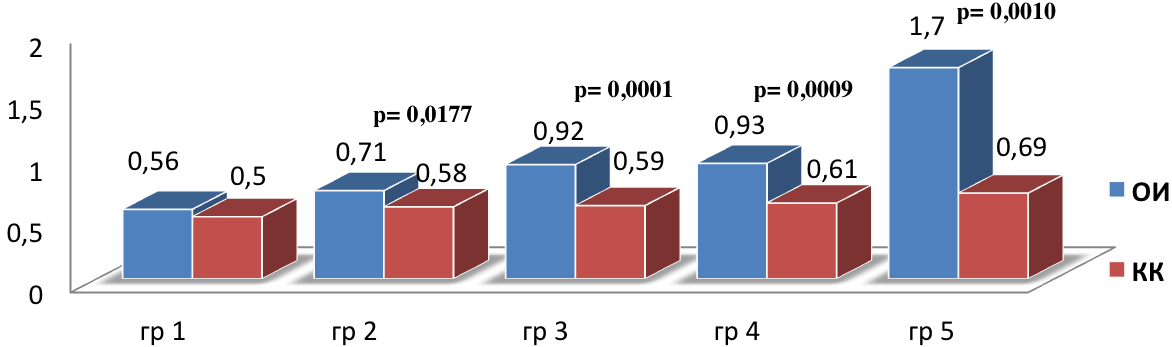 p= 0,0010
1,7
2
p= 0,0001
p= 0,0009
1,5
p= 0,0177
0,92
0,93
0,56
0,71
0,59
0,69
1
0,5
0,58
0,61
ОИ
0,5
КК
0
гр 1
гр 2
гр 3
гр 4
гр 5